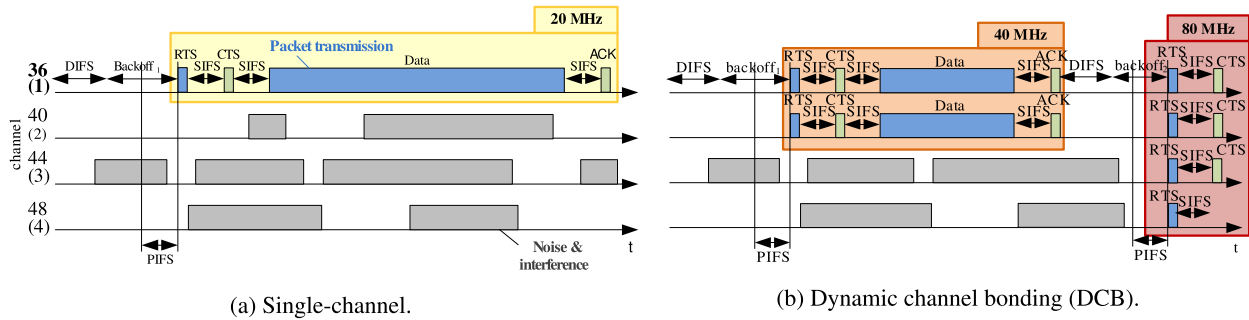 20 MHz
Packet transmission
RTS CTS Data ACK
DIFS Backoff1 SIFS SIFS SIFS
36
(1)
40
(2)
44
(3)
48
(4)
channel
PIFS
Noise &
interference
t
(a) Single-channel.
40 MHz
80 MHz
RTS CTS Data ACK RTS
DIFS backoff1 SIFS SIFS SIFS DIFS backoff2 SIFS CTS
RTS CTS Data ACK RTS
SIFS SIFS SIFS SIFS CTS
RTS
SIFS CTS
RTS
SIFS
PIFS
PIFS
t
(b) Dynamic channel bonding (DCB).